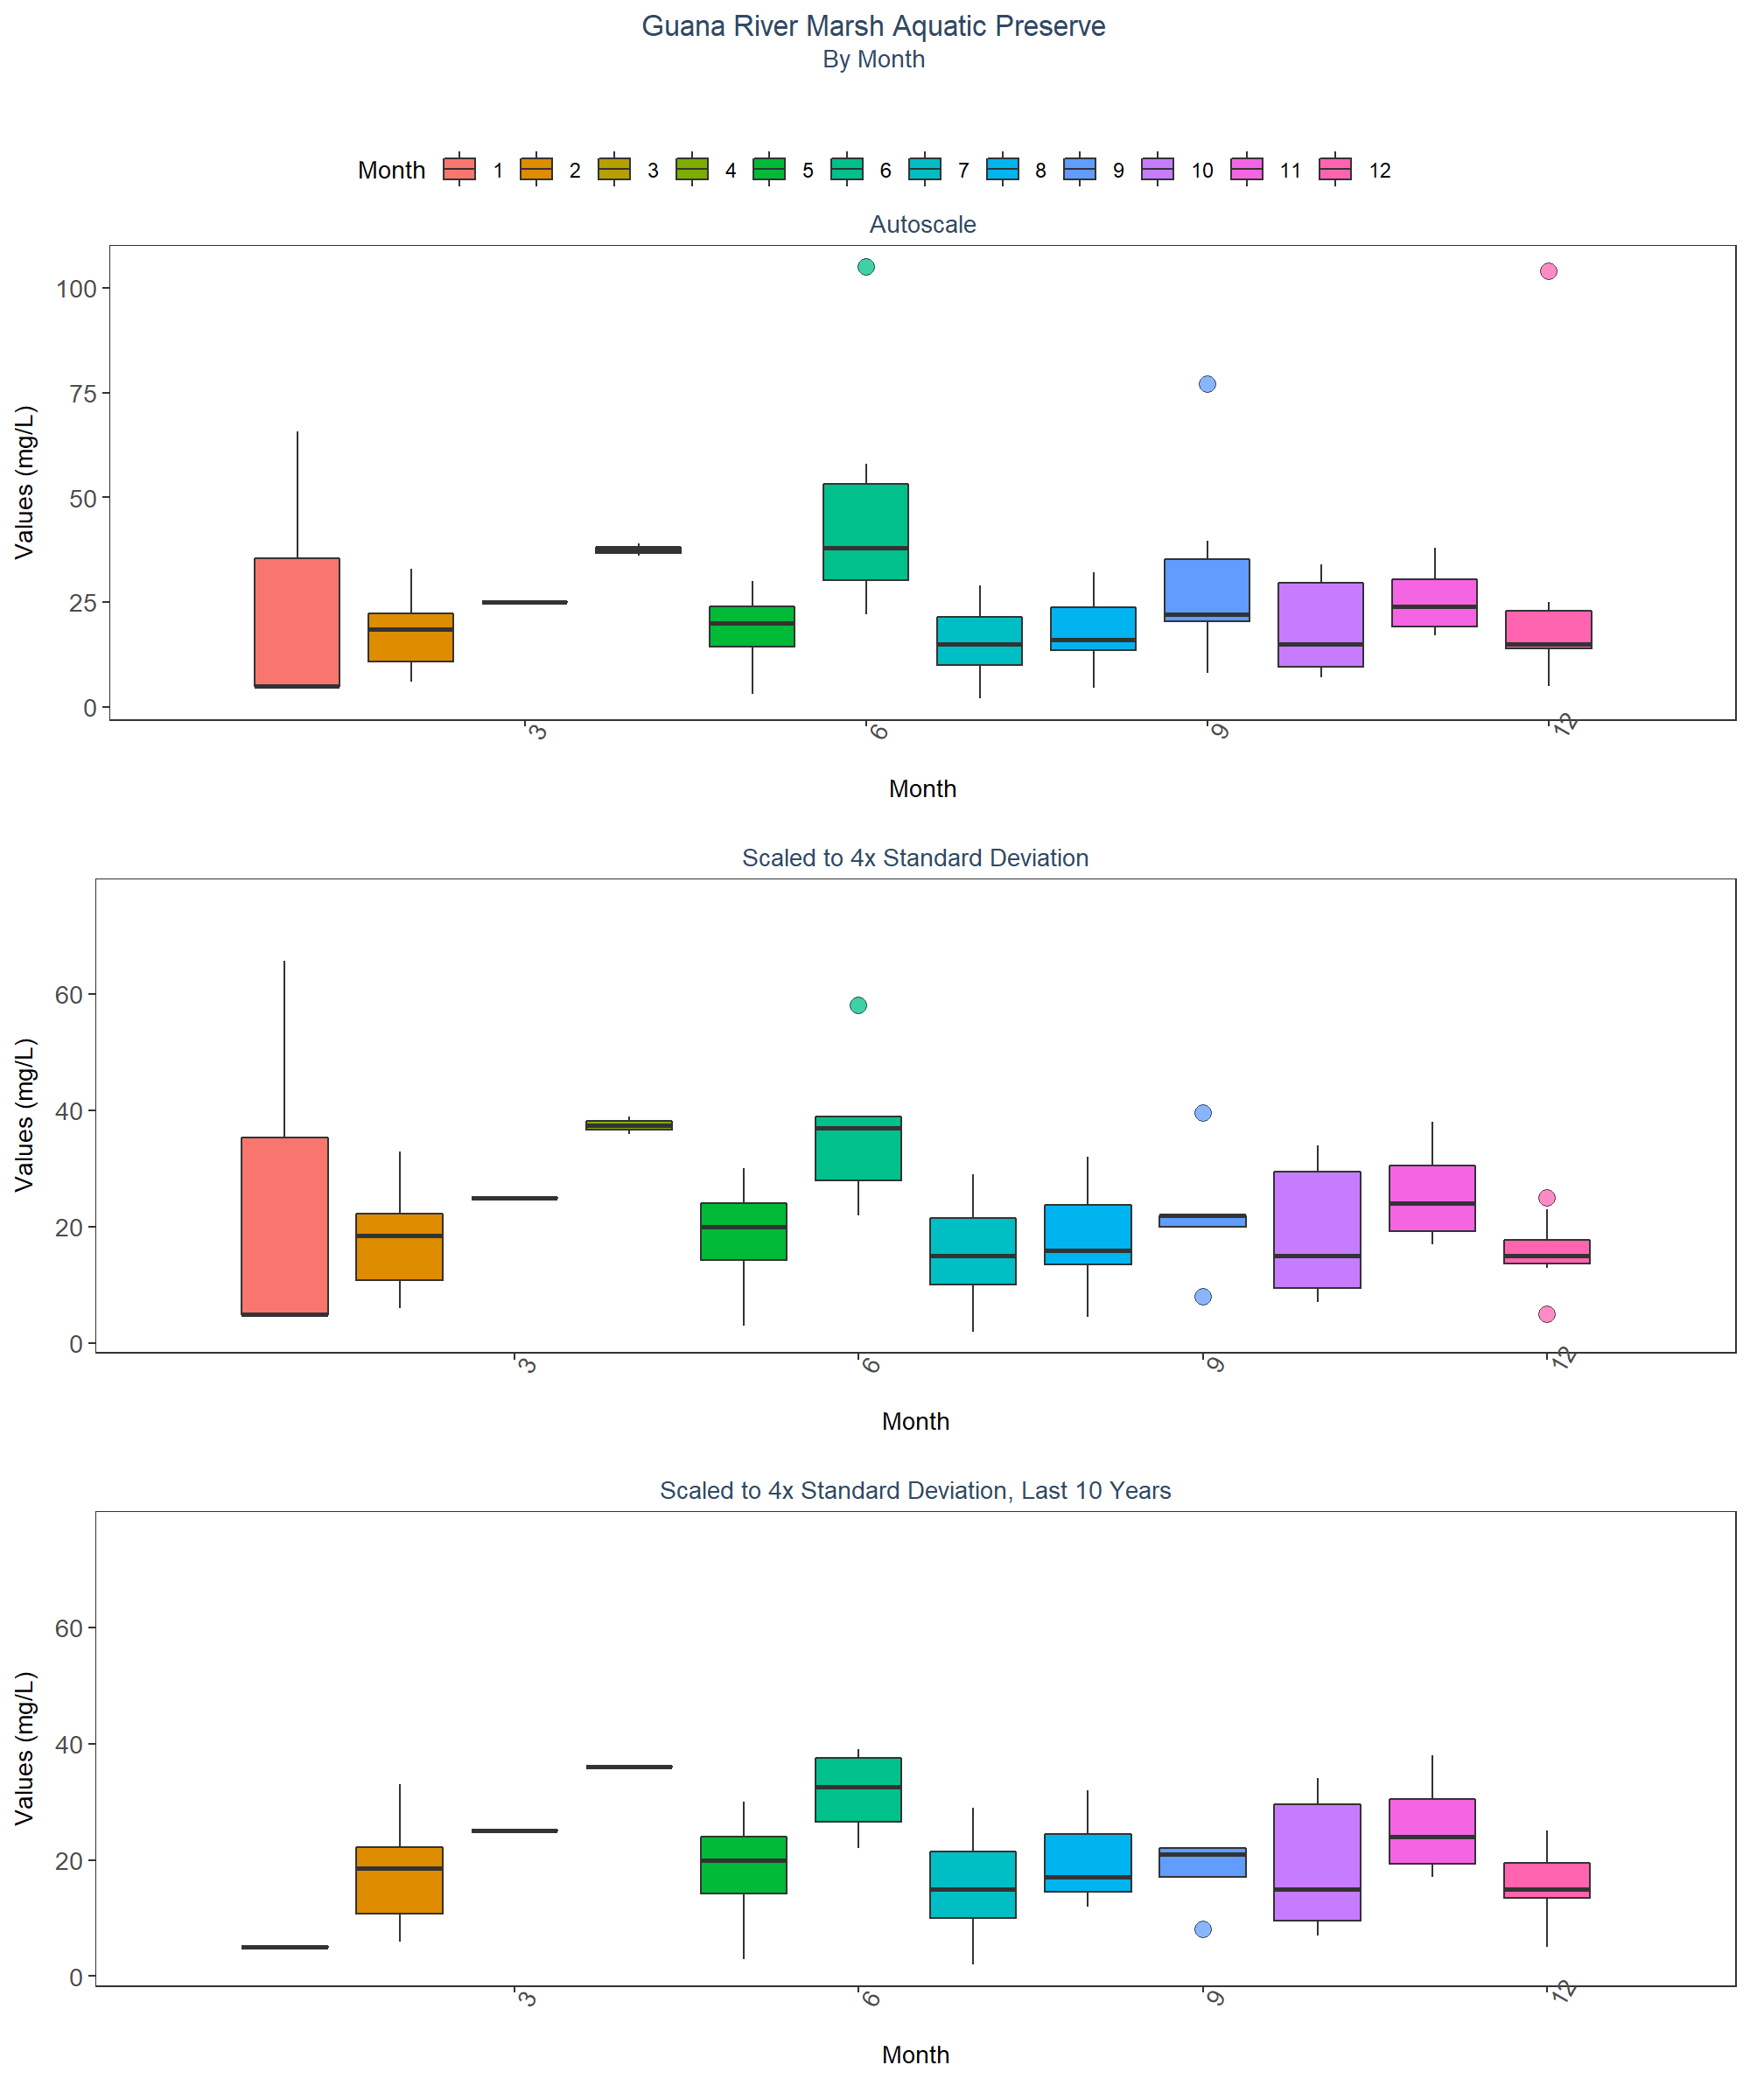 Guana River Marsh Aquatic Preserve
By Month
Month 1 2 3 4 5 6 7 8 9 10 11 12
Autoscale
Values (mg/L)
100
75
50
25
0
3 6 9 12
Month
Scaled to 4x Standard Deviation
Values (mg/L)
60
40
20
0
3 6 9 12
Month
Scaled to 4x Standard Deviation, Last 10 Years
Values (mg/L)
60
40
20
0
3 6 9 12
Month